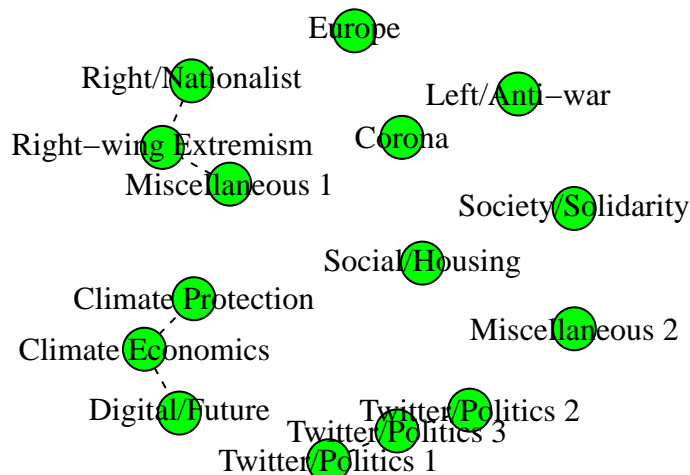 Europe
Right/Nationalist
Left/Anti−war
Corona
Right−wing Extremism
Miscellaneous 1
Society/Solidarity
Social/Housing
Climate Protection
Miscellaneous 2
Climate Economics
Digital/Future
Twitter/Politics 2
Twitter/Politics 3
Twitter/Politics 1